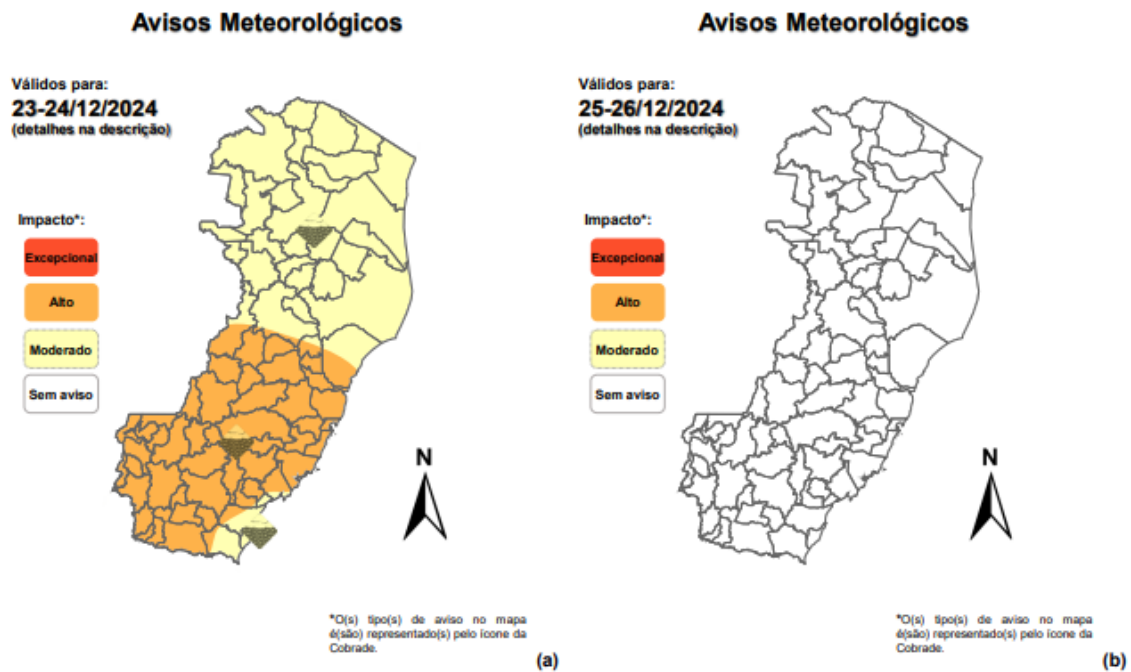 Avisos Meteorológicos
Válidos para:
23-24/12/2024
(detalhes na descrição)
Impacto*:
Excepcional
Alto
Moderado
Sem aviso
N
*O(s) tipo(s) de aviso no mapa
é(são) representado(s) pelo ícone da
Cobrade.
(a)
Avisos Meteorológicos
Válidos para:
25-26/12/2024
(detalhes na descrição)
Impacto*:
Excepcional
Alto
Moderado
Sem aviso
N
*O(s) tipo(s) de aviso no mapa
é(são) representado(s) pelo ícone da
Cobrade.
(b)